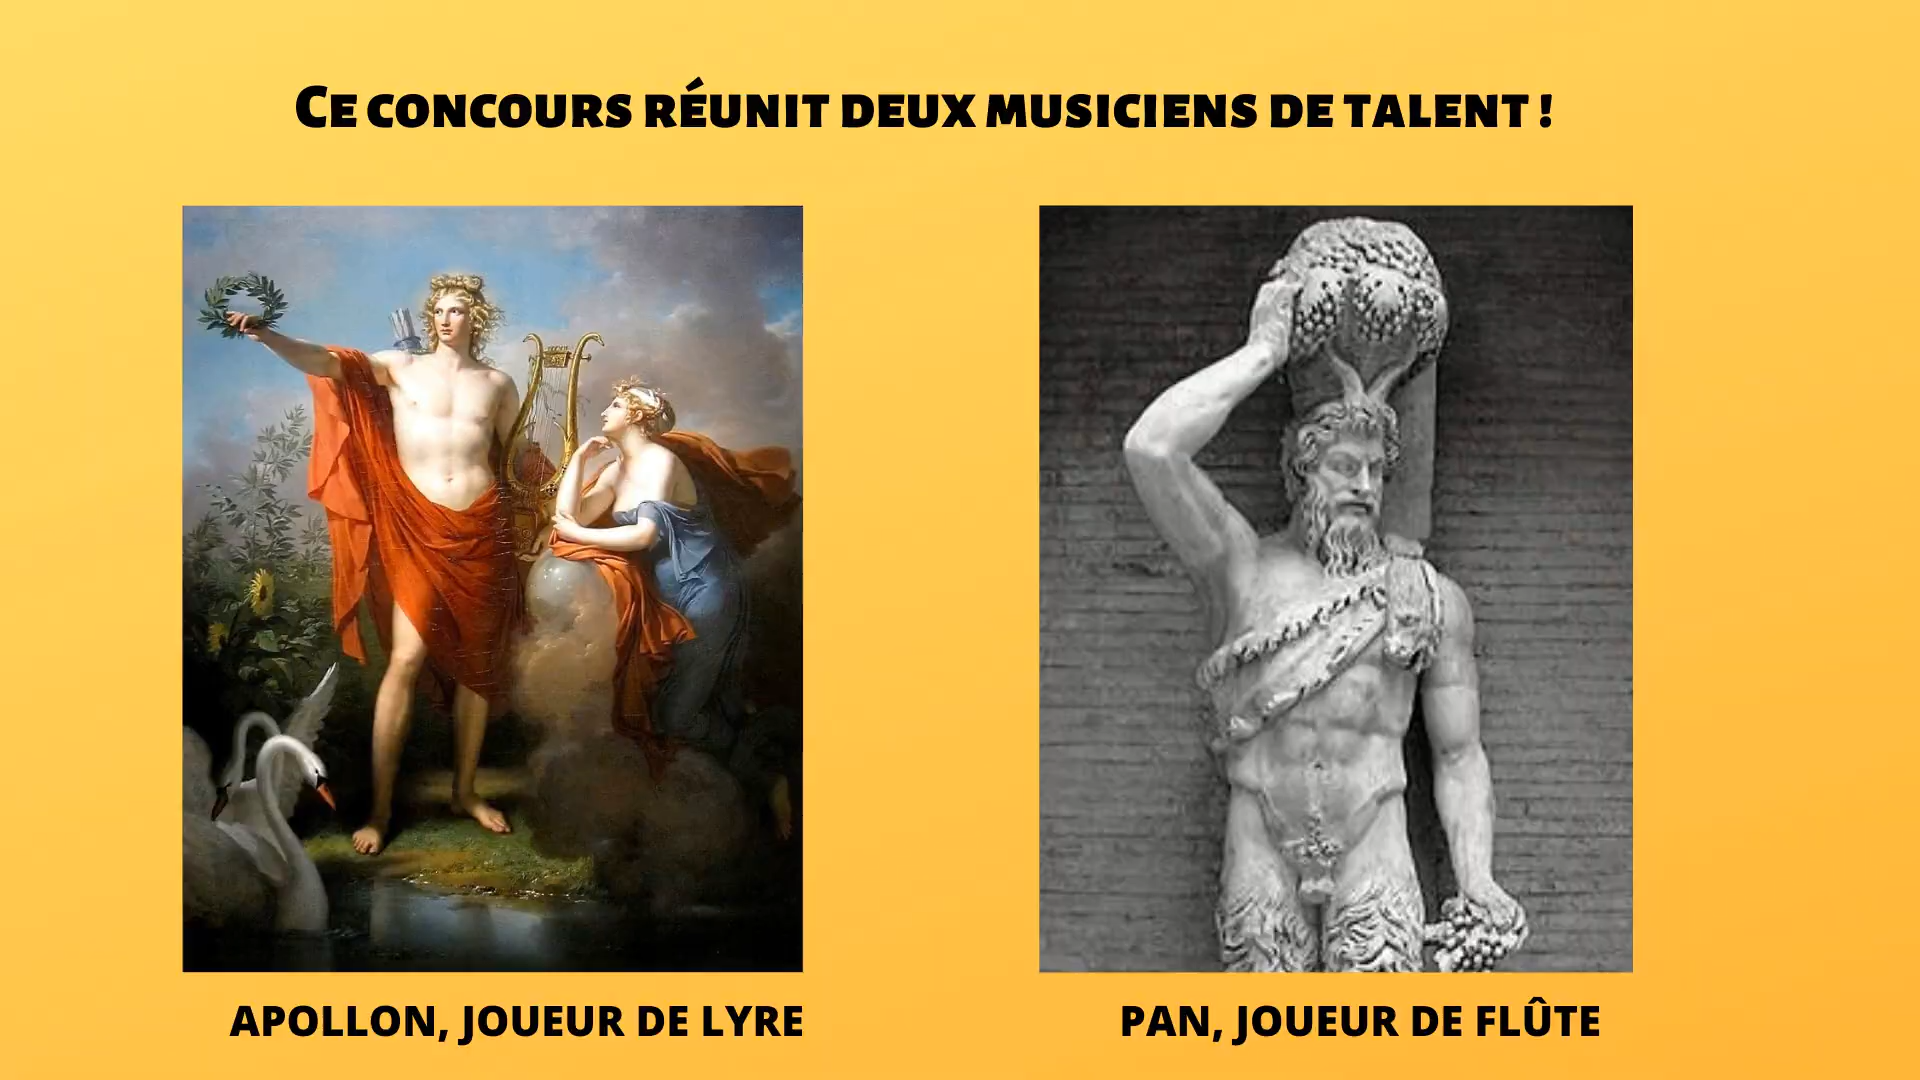 Ce concours réunit deux musiciens de talent !
APOLLON, JOUEUR DE LYRE
PAN, JOUEUR DE FLÛTE